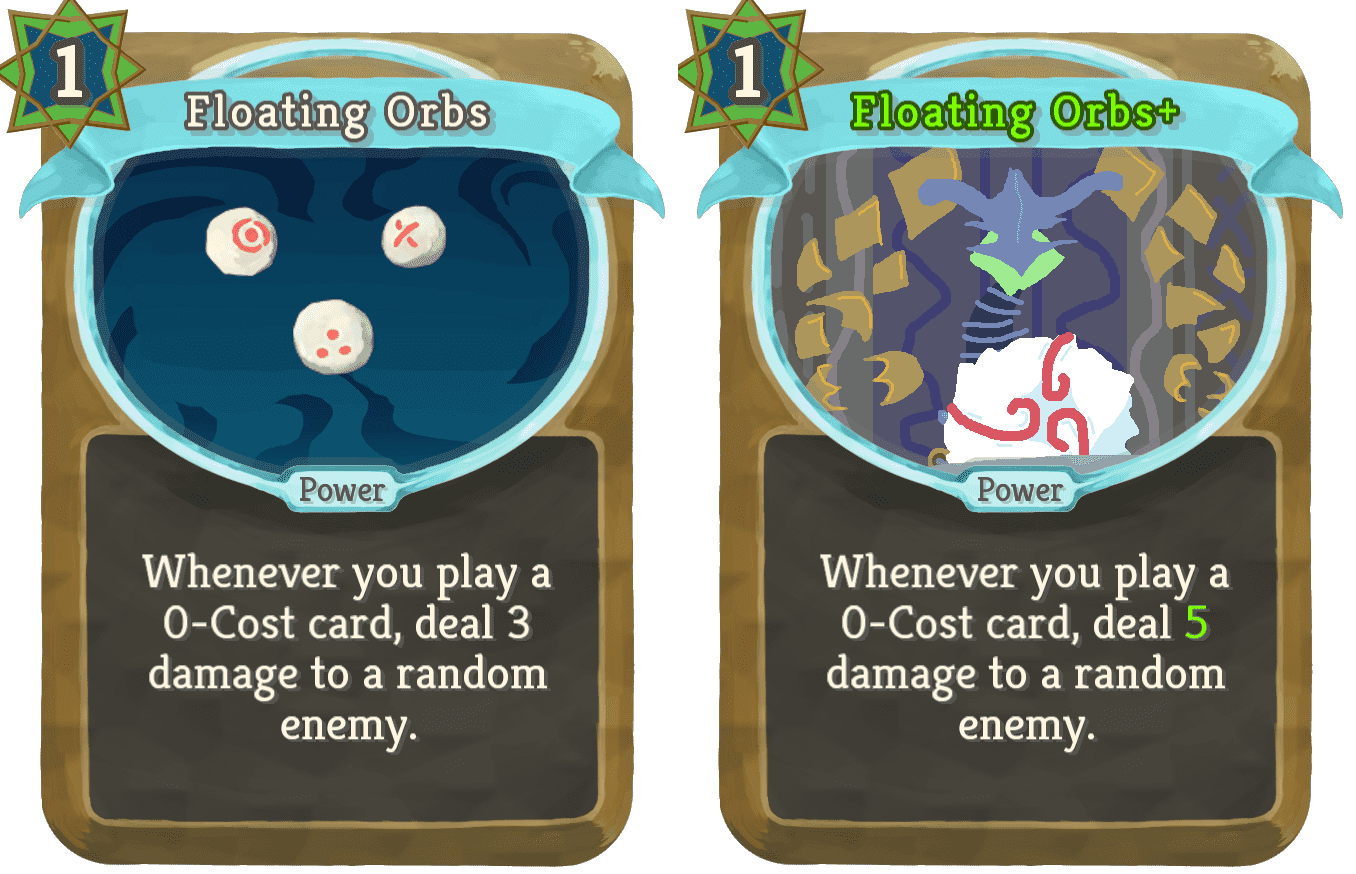 1
Floating Orbs
Power
Whenever you play a
0-Cost card, deal 3
damage to a random
enemy.
1
Floating Orbs+
Power
Whenever you play a
0-Cost card, deal 5
damage to a random
enemy.